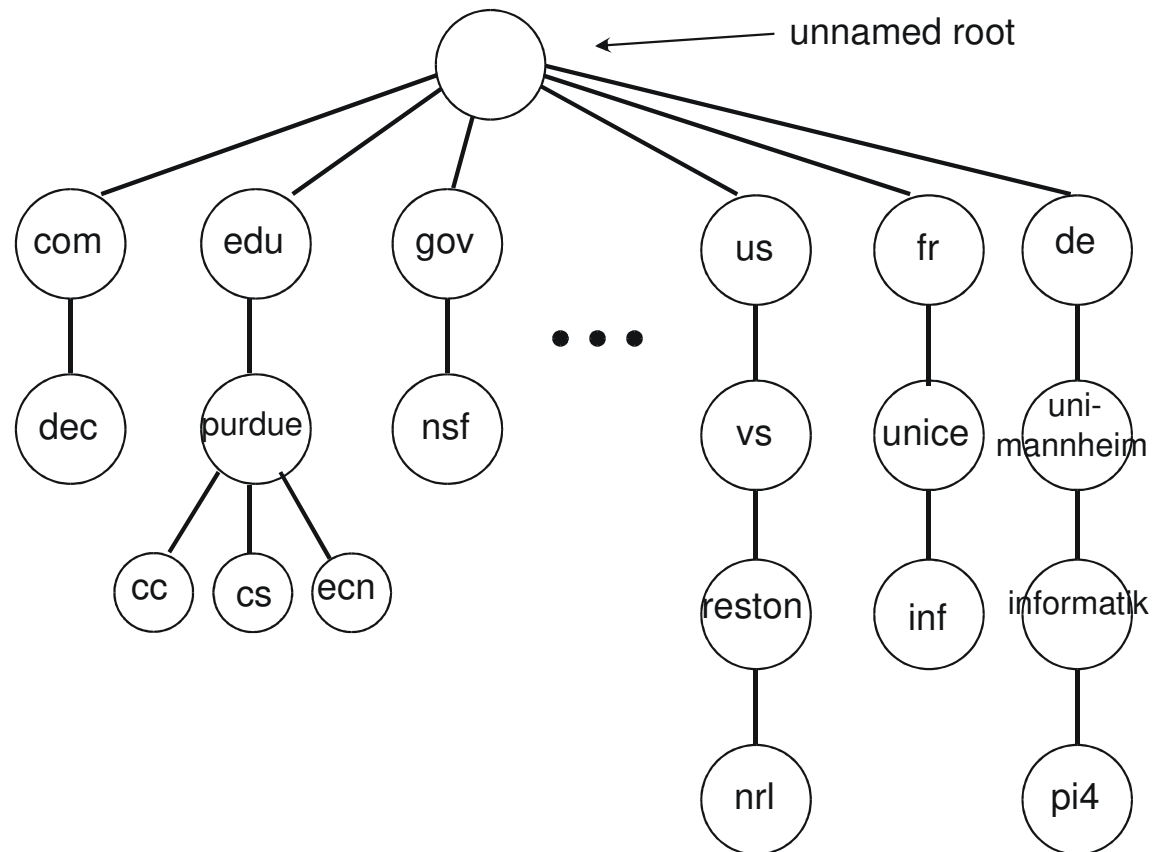 unnamed root
com
edu
gov
us
fr
de
dec
purdue
nsf
vs
unice
uni-
mannheim
cc
cs
ecn
reston
inf
informatik
nrl
pi4